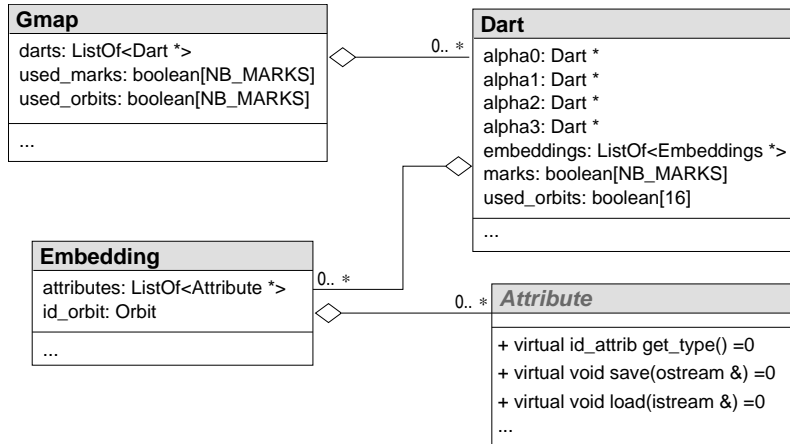 Gmap
darts: ListOf<Dart *>
used_marks: boolean[NB_MARKS]
used_orbits: boolean[NB_MARKS]
...
0.. *
Dart
alpha0: Dart *
alpha1: Dart *
alpha2: Dart *
alpha3: Dart *
embeddings: ListOf<Embeddings *>
marks: boolean[NB_MARKS]
used_orbits: boolean[16]
...
Embedding
attributes: ListOf<Attribute *>
id_orbit: Orbit
...
0.. *
0.. *
Attribute
+ virtual id_attrib get_type() =0
+ virtual void save(ostream &) =0
+ virtual void load(istream &) =0
...